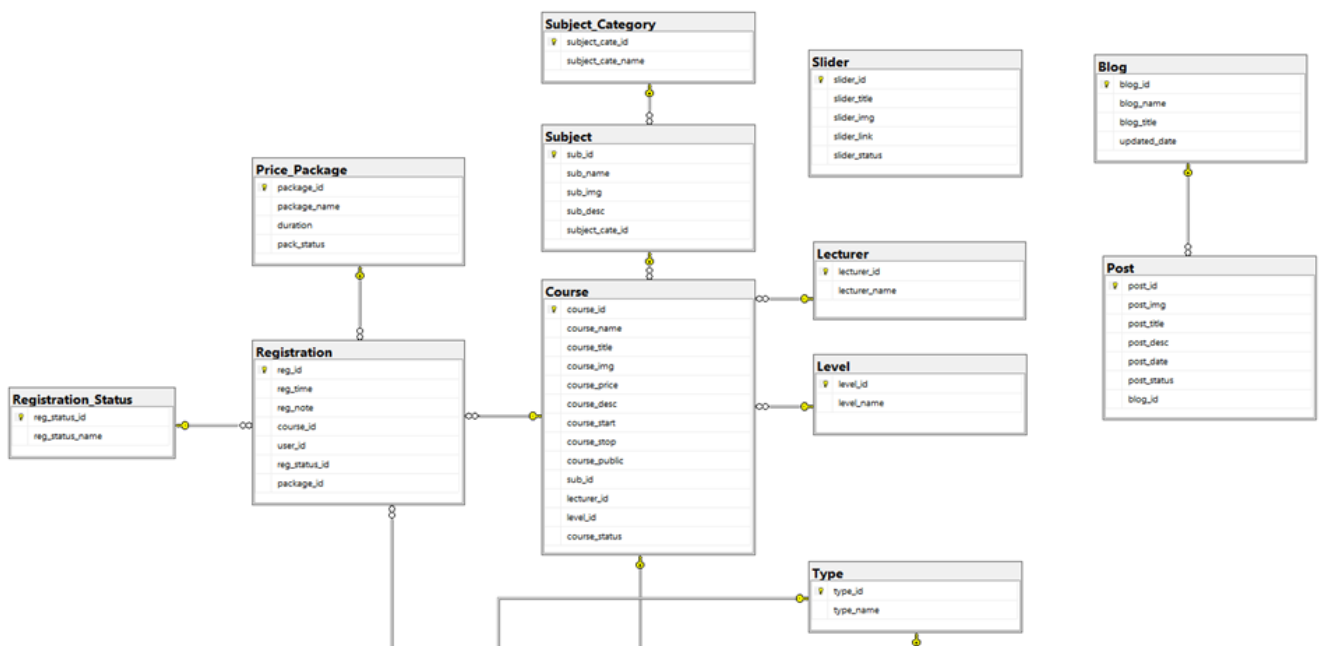 Subject_Category
subject_cate_id
subject_cate_name
Slider
slider_id
slider_title
slider_img
slider_link
slider_status
Blog
blog_id
blog_name
blog_title
updated_date
Subject
sub_id
sub_name
sub_img
sub_desc
subject_cate_id
Price_Package
package_id
package_name
duration
pack_status
Lecturer
lecturer_id
lecturer_name
Post
post_id
post_img
post_title
post_desc
post_date
post_status
blog_id
Course
course_id
course_name
course_title
course_img
course_price
course_desc
course_start
course_stop
course_public
sub_id
lecturer_id
level_id
course_status
Registration
reg_id
reg_time
reg_note
course_id
user_id
reg_status_id
package_id
Level
level_id
level_name
Registration_Status
reg_status_id
reg_status_name
Type
type_id
type_name